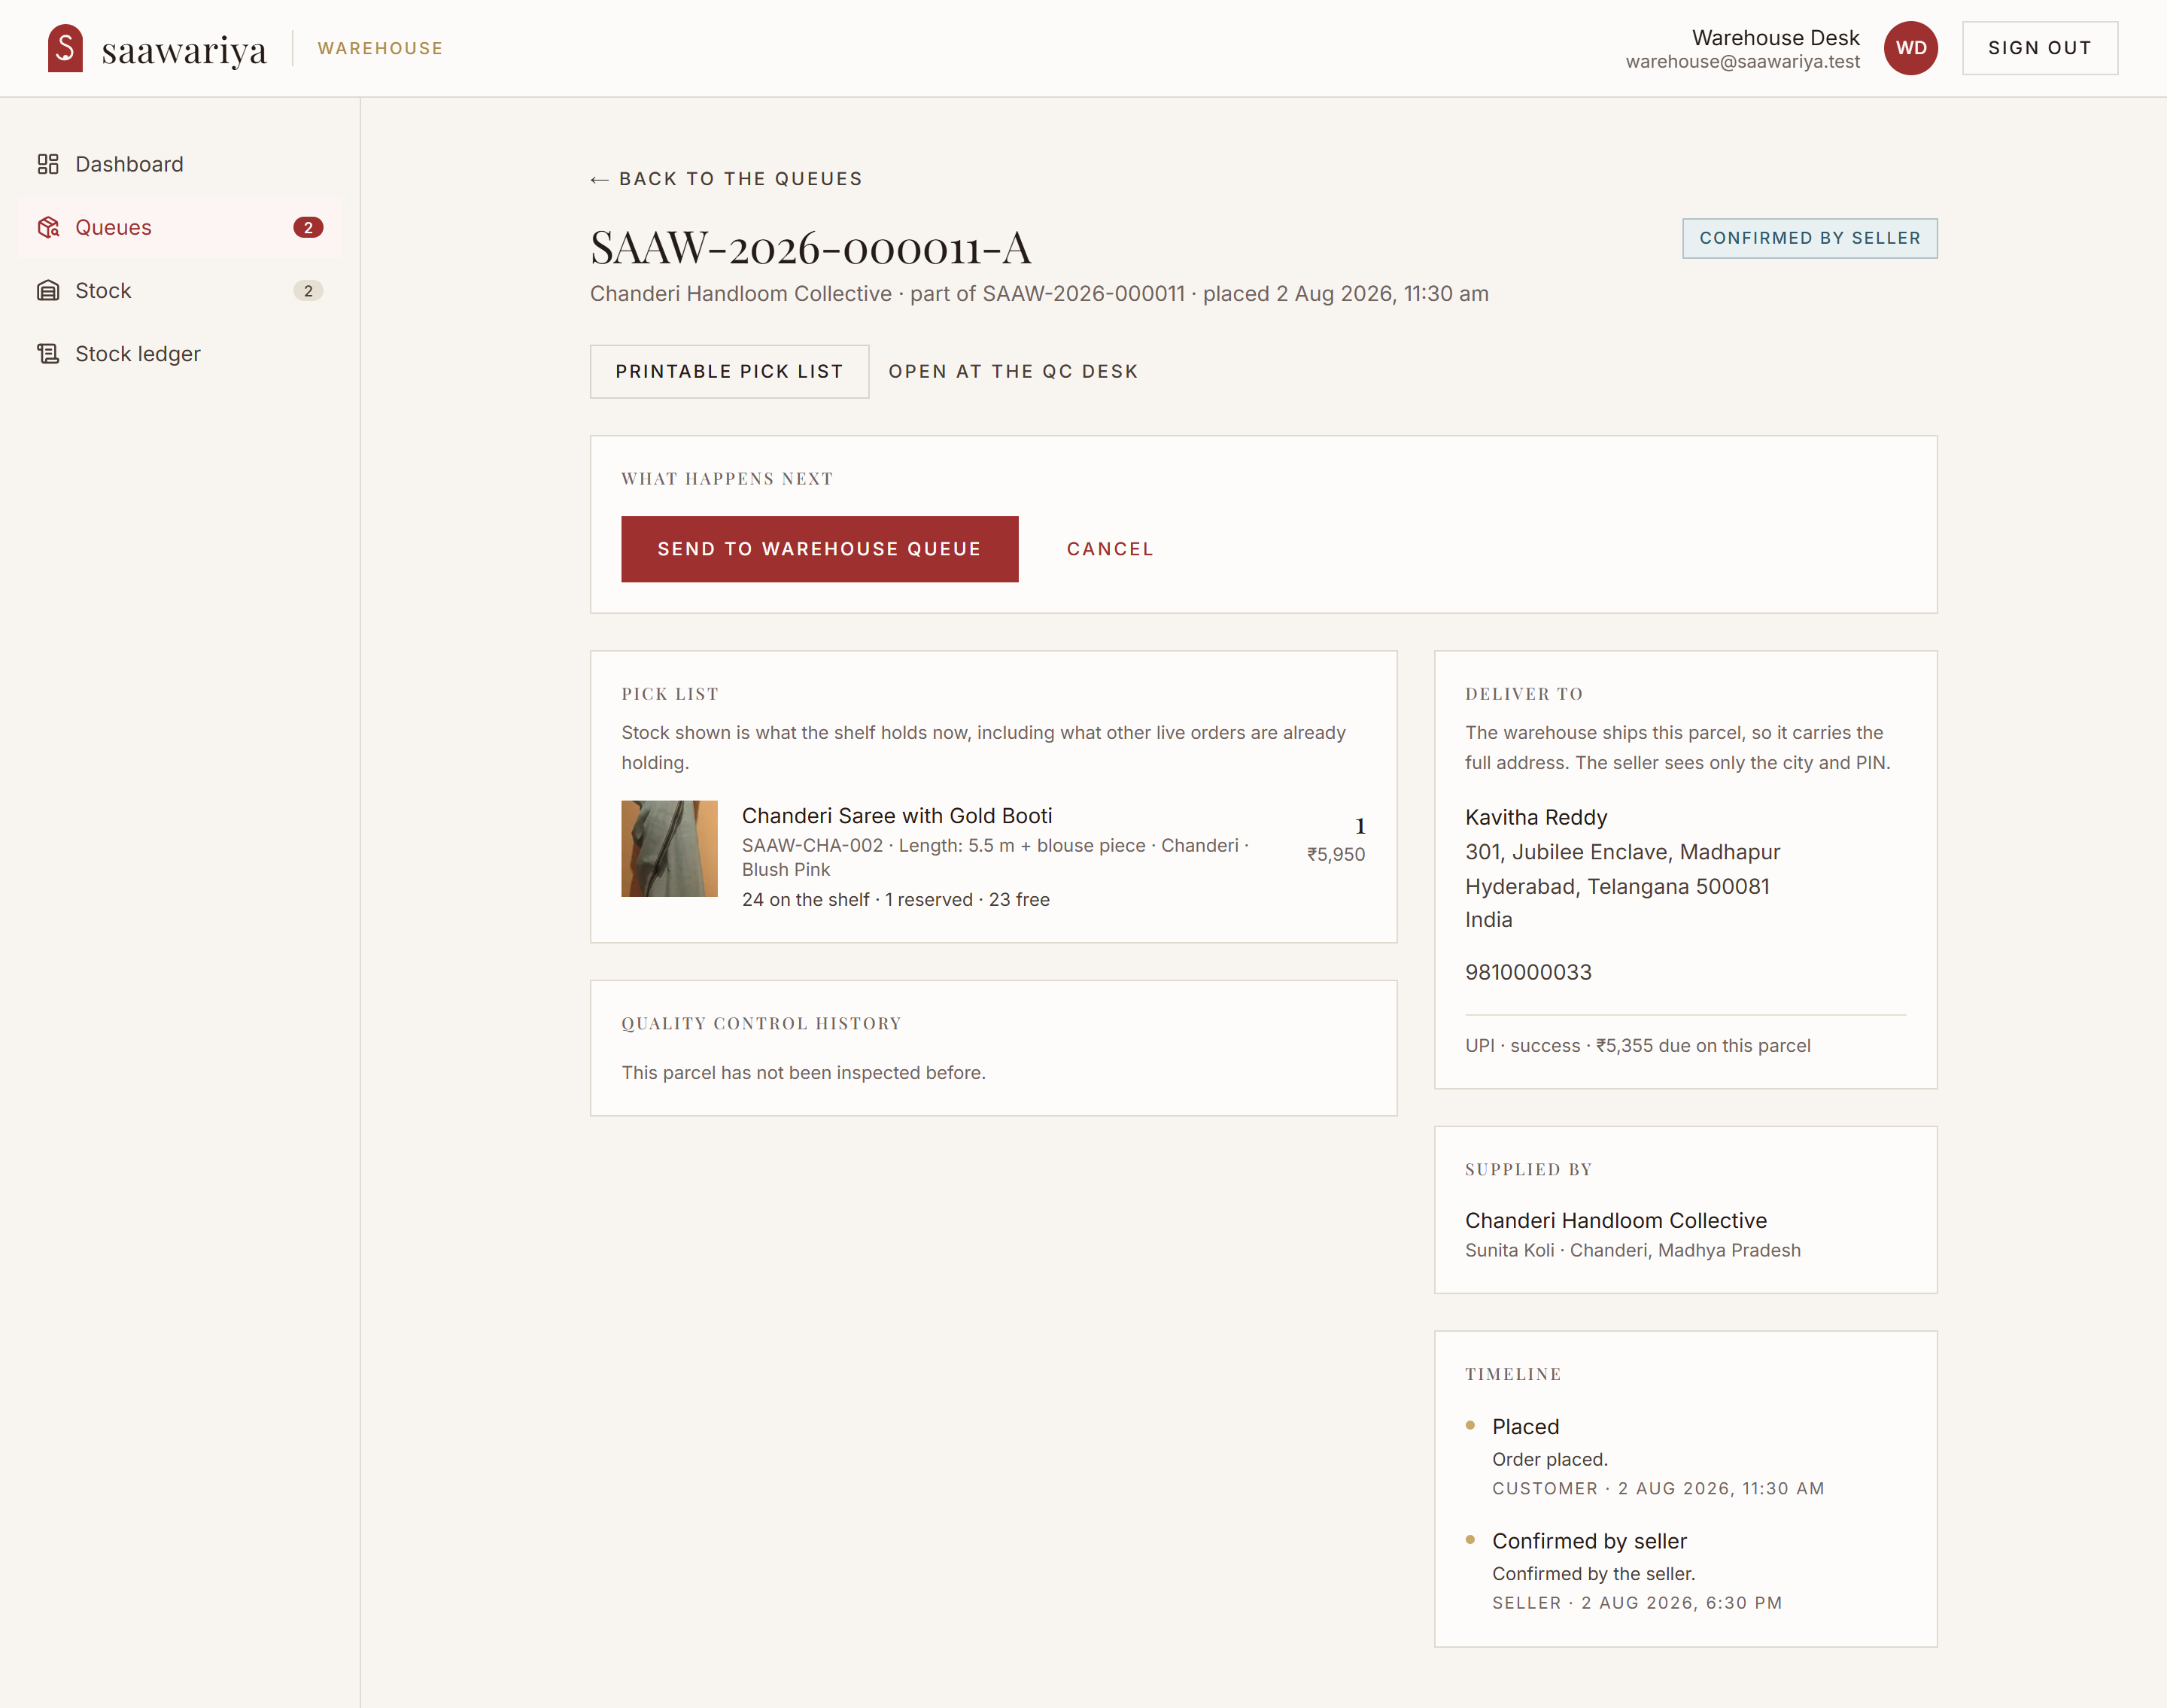 saawariya
WAREHOUSE
Warehouse Desk
warehouse@saawariya.test
WD
SIGN OUT
Dashboard
Queues 2
Stock 2
Stock ledger
← BACK TO THE QUEUES
SAAW-2026-000011-A
CONFIRMED BY SELLER
Chanderi Handloom Collective · part of SAAW-2026-000011 · placed 2 Aug 2026, 11:30 am
PRINTABLE PICK LIST
OPEN AT THE QC DESK
WHAT HAPPENS NEXT
SEND TO WAREHOUSE QUEUE
CANCEL
PICK LIST
Stock shown is what the shelf holds now, including what other live orders are already
holding.
Chanderi Saree with Gold Booti
SAAW-CHA-002 · Length: 5.5 m + blouse piece · Chanderi ·
Blush Pink
24 on the shelf · 1 reserved · 23 free
1
₹5,950
QUALITY CONTROL HISTORY
This parcel has not been inspected before.
DELIVER TO
The warehouse ships this parcel, so it carries the
full address. The seller sees only the city and PIN.
Kavitha Reddy
301, Jubilee Enclave, Madhapur
Hyderabad, Telangana 500081
India
9810000033
UPI · success · ₹5,355 due on this parcel
SUPPLIED BY
Chanderi Handloom Collective
Sunita Koli · Chanderi, Madhya Pradesh
TIMELINE
Placed
Order placed.
CUSTOMER · 2 AUG 2026, 11:30 AM
Confirmed by seller
Confirmed by the seller.
SELLER · 2 AUG 2026, 6:30 PM